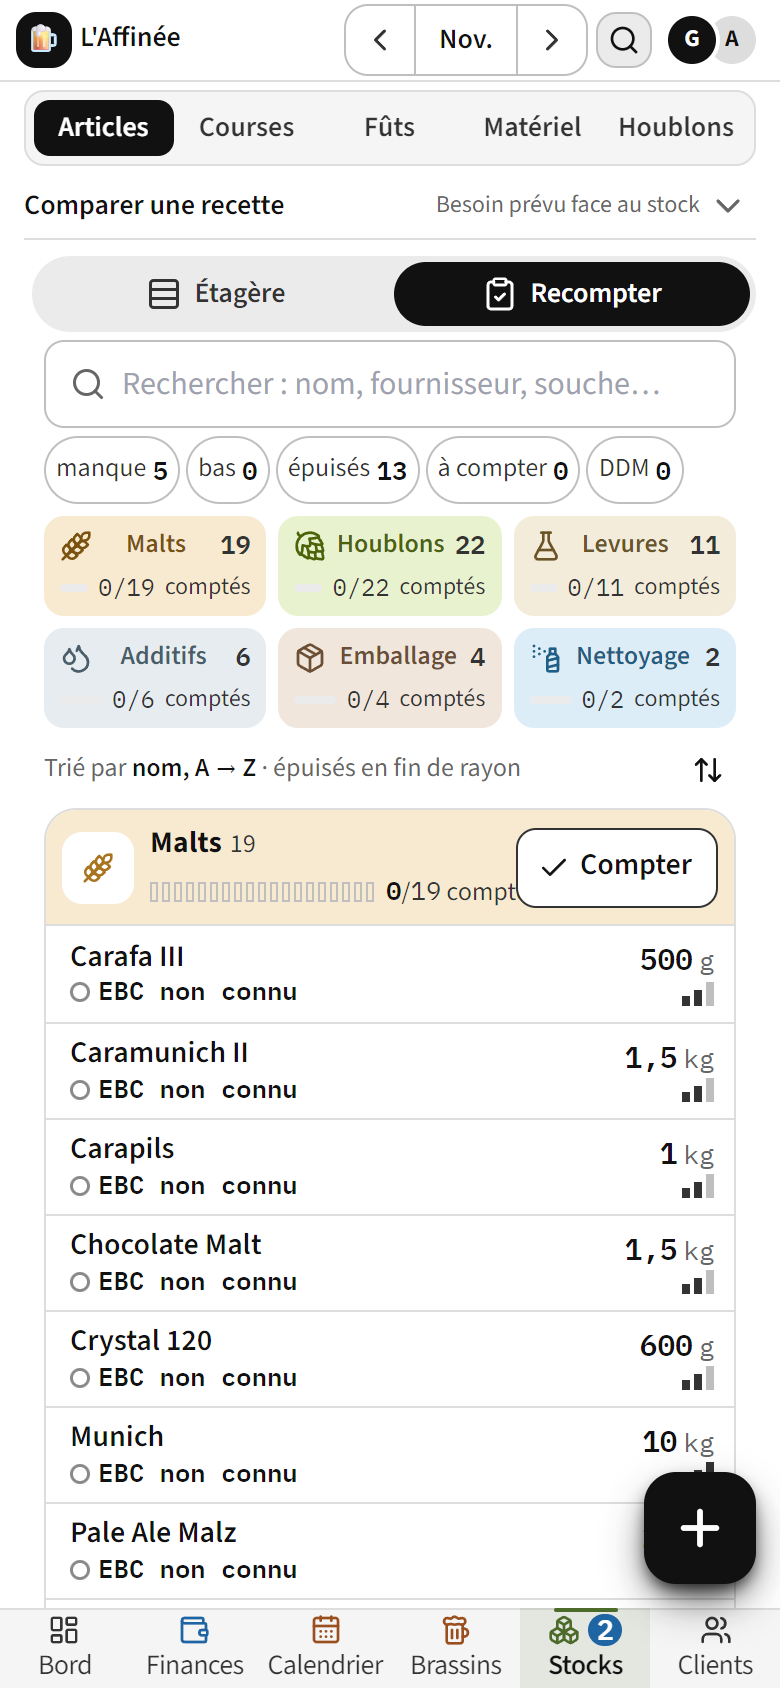 L'Affinée
Nov.
G A
Articles Courses Fûts Matériel Houblons
Comparer une recette Besoin prévu face au stock
Étagère Recompter
Rechercher : nom, fournisseur, souche…
manque 5 bas 0 épuisés 13 à compter 0 DDM 0
Malts 19 Houblons 22 Levures 11
0/19 comptés 0/22 comptés 0/11 comptés
Additifs 6 Emballage 4 Nettoyage 2
0/6 comptés 0/4 comptés 0/2 comptés
Trié par nom, A → Z · épuisés en fin de rayon
Malts 19
Compter
0/19 compt
Carafa III 500 g
EBC non connu
Caramunich II 1,5 kg
EBC non connu
Carapils 1 kg
EBC non connu
Chocolate Malt 1,5 kg
EBC non connu
Crystal 120 600 g
EBC non connu
Munich 10 kg
EBC non connu
Pale Ale Malz
EBC non connu
2
Bord Finances Calendrier Brassins Stocks Clients